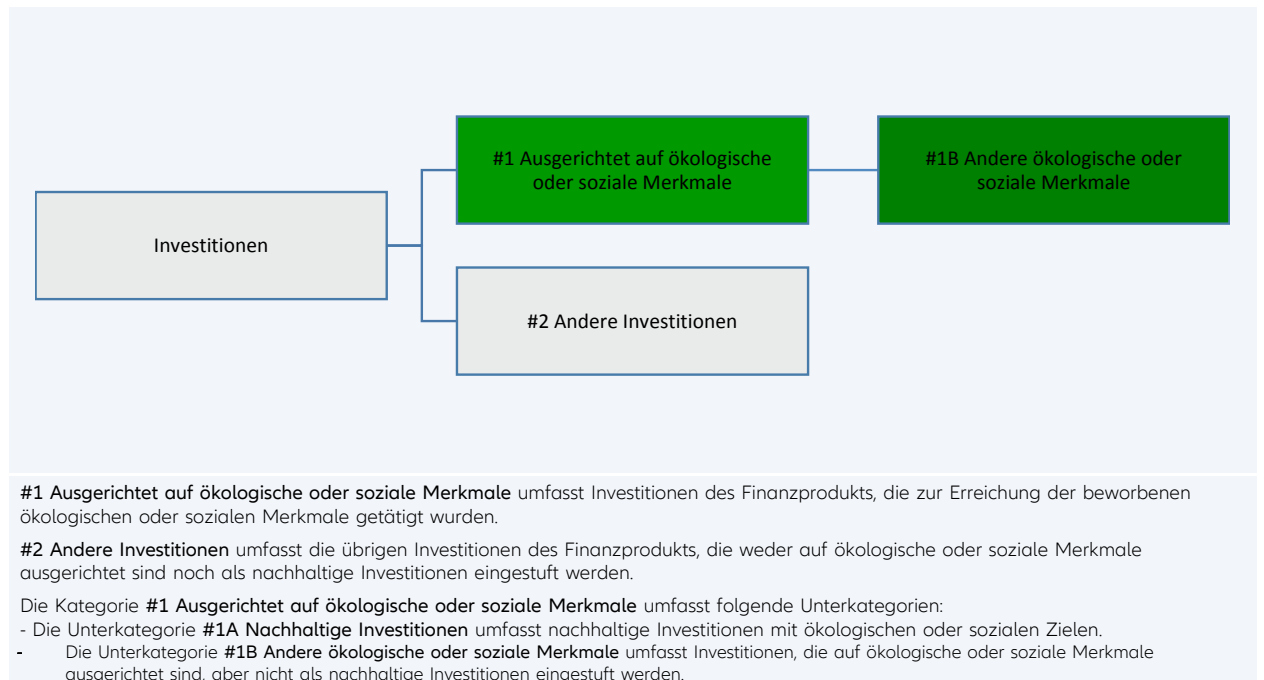 #1 Ausgerichtet auf ökologische
oder soziale Merkmale
#1B Andere ökologische oder
soziale Merkmale
Investitionen
#2 Andere Investitionen
#1 Ausgerichtet auf ökologische oder soziale Merkmale umfasst Investitionen des Finanzprodukts, die zur Erreichung der beworbenen
ökologischen oder sozialen Merkmale getätigt wurden.
#2 Andere Investitionen umfasst die übrigen Investitionen des Finanzprodukts, die weder auf ökologische oder soziale Merkmale
ausgerichtet sind noch als nachhaltige Investitionen eingestuft werden.
Die Kategorie #1 Ausgerichtet auf ökologische oder soziale Merkmale umfasst folgende Unterkategorien:
- Die Unterkategorie #1A Nachhaltige Investitionen umfasst nachhaltige Investitionen mit ökologischen oder sozialen Zielen.
- Die Unterkategorie #1B Andere ökologische oder soziale Merkmale umfasst Investitionen, die auf ökologische oder soziale Merkmale
ausgerichtet sind, aber nicht als nachhaltige Investitionen eingestuft werden.